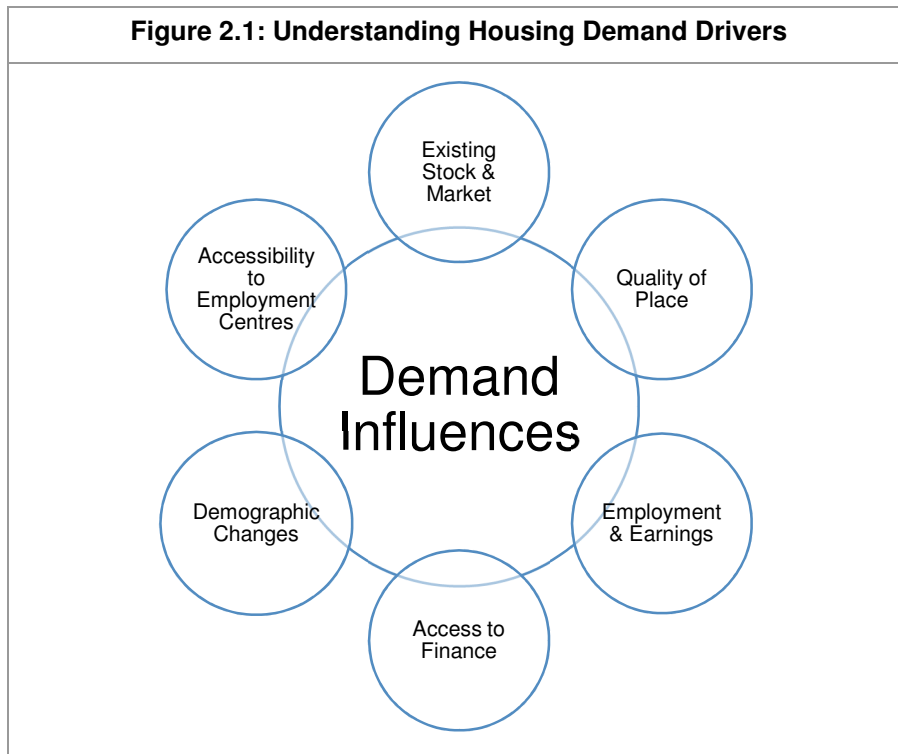 Figure 2.1: Understanding Housing Demand Drivers
Existing
Stock &
Market
Accessibility
to
Employment
Centres
Quality of
Place
Demand
Influences
Demographic
Changes
Employment
& Earnings
Access to
Finance